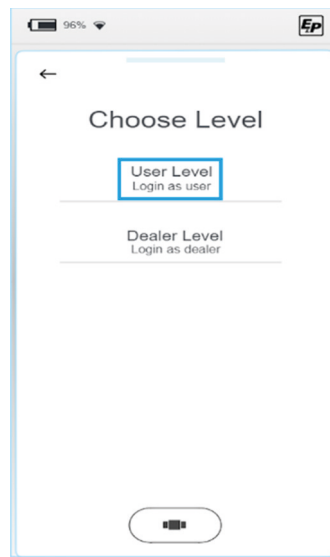 96%
EP
Choose Level
User Level
Login as user
Dealer Level
Login as dealer